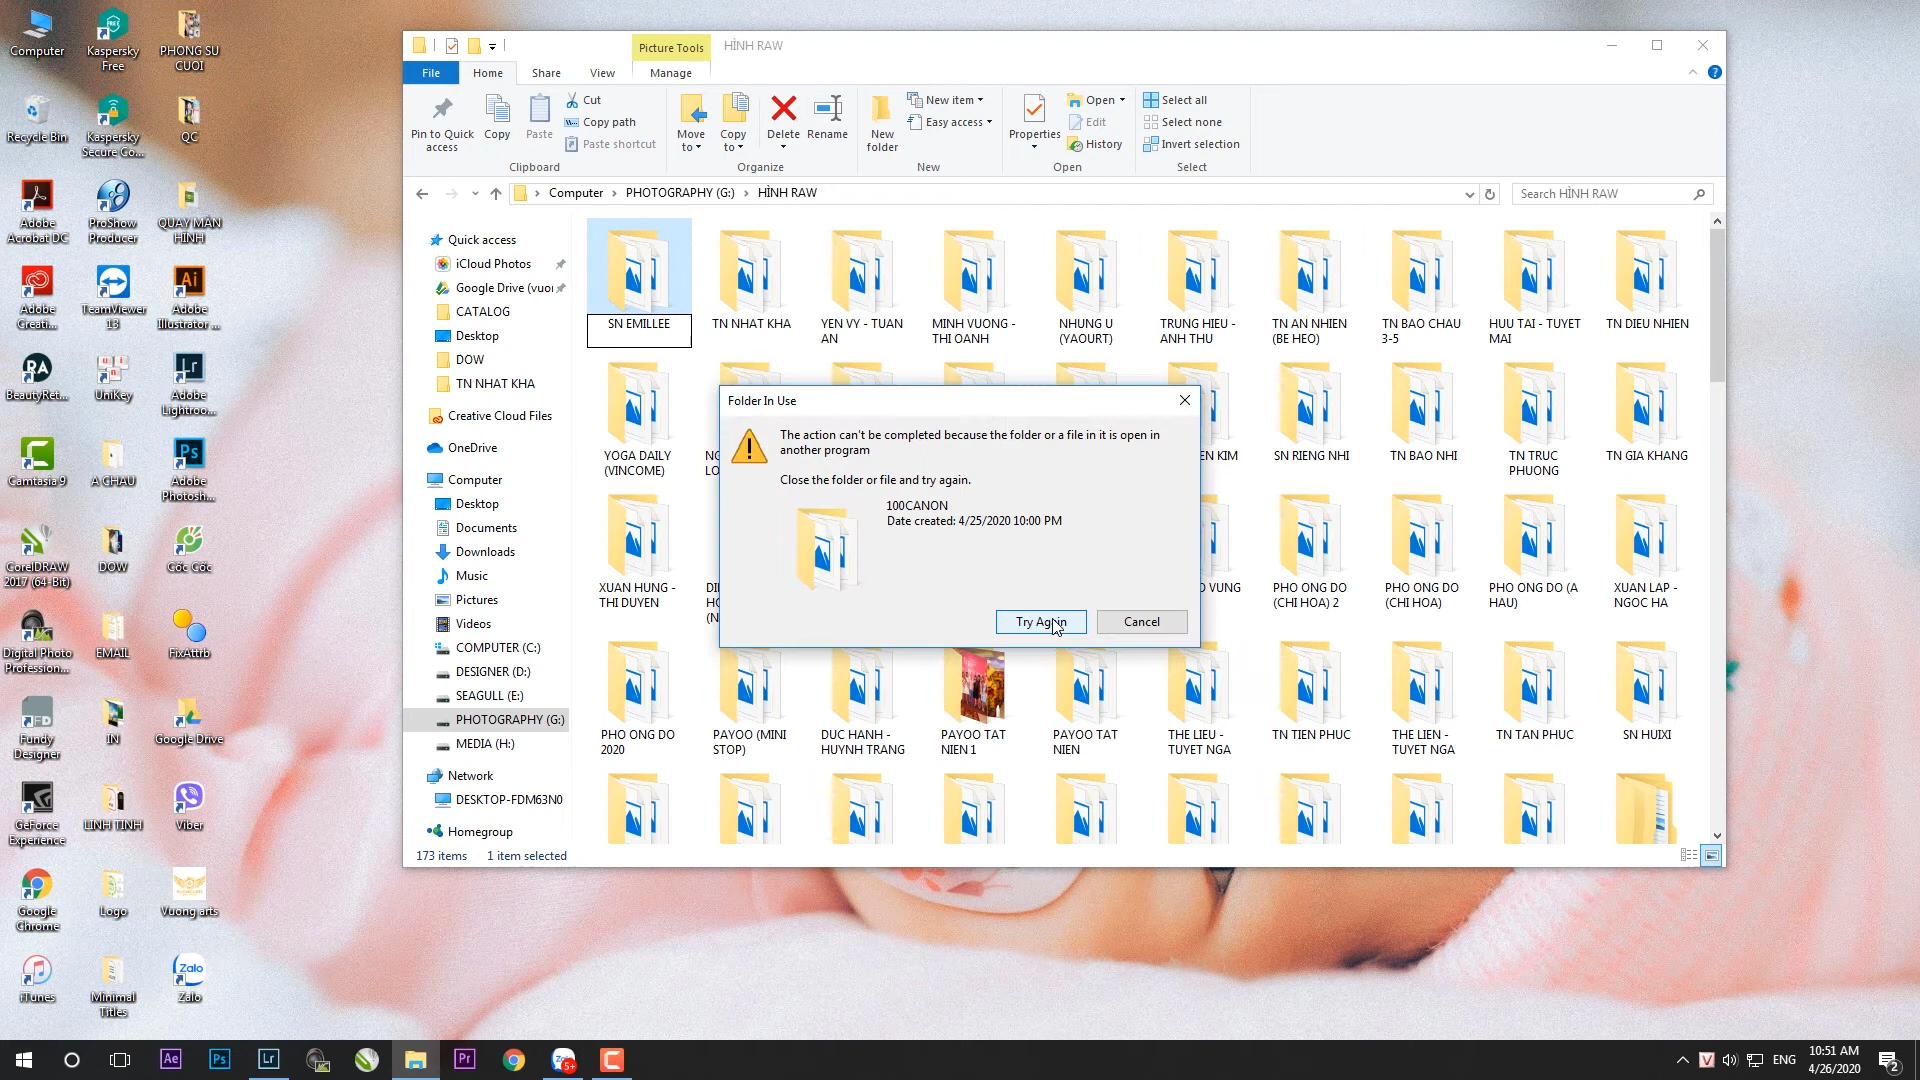 Computer
Kaspersky
Free
PHONG SU
CUOI
Recycle Bin
Kaspersky
Secure Co...
QC
Adobe
Acrobat DC
ProShow
Producer
QUAY MÀN
HÌNH
Adobe
Creati...
TeamViewer
13
Adobe
Illustrator ...
BeautyRet...
UniKey
Adobe
Lightroo...
Camtasia 9
A CHAU
Adobe
Photosh...
CorelDRAW
2017 (64-Bit)
DOW
Cốc Cốc
Digital Photo
Profession...
EMAIL
FixAttrb
Fundy
Designer
IN
Google Drive
GeForce
Experience
LINH TINH
Viber
Google
Chrome
Logo
Vuong arts
iTunes
Minimal
Titles
Zalo
Picture Tools
HÌNH RAW
File
Home
Share
View
Manage
Pin to Quick
access
Copy
Paste
Cut
Copy path
Paste shortcut
Clipboard
Move
to
Copy
to
Delete
Rename
Organize
New
folder
New item
Easy access
New
Properties
Open
Edit
History
Open
Select all
Select none
Invert selection
Select
Computer
PHOTOGRAPHY (G:)
HÌNH RAW
Search HÌNH RAW
Quick access
iCloud Photos
Google Drive (vuoi
CATALOG
Desktop
DOW
TN NHAT KHA
Creative Cloud Files
OneDrive
Computer
Desktop
Documents
Downloads
Music
Pictures
Videos
COMPUTER (C:)
DESIGNER (D:)
SEAGULL (E:)
PHOTOGRAPHY (G:)
MEDIA (H:)
Network
DESKTOP-FDM63N0
Homegroup
SN EMILLEE
TN NHAT KHA
YEN VY - TUAN
AN
MINH VUONG -
THI OANH
NHUNG U
(YAOURT)
TRUNG HIEU -
ANH THU
TN AN NHIEN
(BE HEO)
TN BAO CHAU
3-5
HUU TAI - TUYET
MAI
TN DIEU NHIEN
YOGA DAILY
(VINCOME)
EN KIM
SN RIENG NHI
TN BAO NHI
TN TRUC
PHUONG
TN GIA KHANG
XUAN HUNG -
THI DUYEN
O VUNG
PHO ONG DO
(CHI HOA) 2
PHO ONG DO
(CHI HOA)
PHO ONG DO (A
HAU)
XUAN LAP -
NGOC HA
PHO ONG DO
2020
PAYOO (MINI
STOP)
DUC HANH -
HUYNH TRANG
PAYOO TAT
NIEN 1
PAYOO TAT
NIEN
THE LIEU -
TUYET NGA
TN TIEN PHUC
THE LIEN -
TUYET NGA
TN TAN PHUC
SN HUIXI
Folder In Use
The action can't be completed because the folder or a file in it is open in
another program
Close the folder or file and try again.
100CANON
Date created: 4/25/2020 10:00 PM
Try Again
Cancel
173 items
1 item selected
Ae
Ps
Lr
Pr
5+
V
ENG
10:51 AM
4/26/2020
2